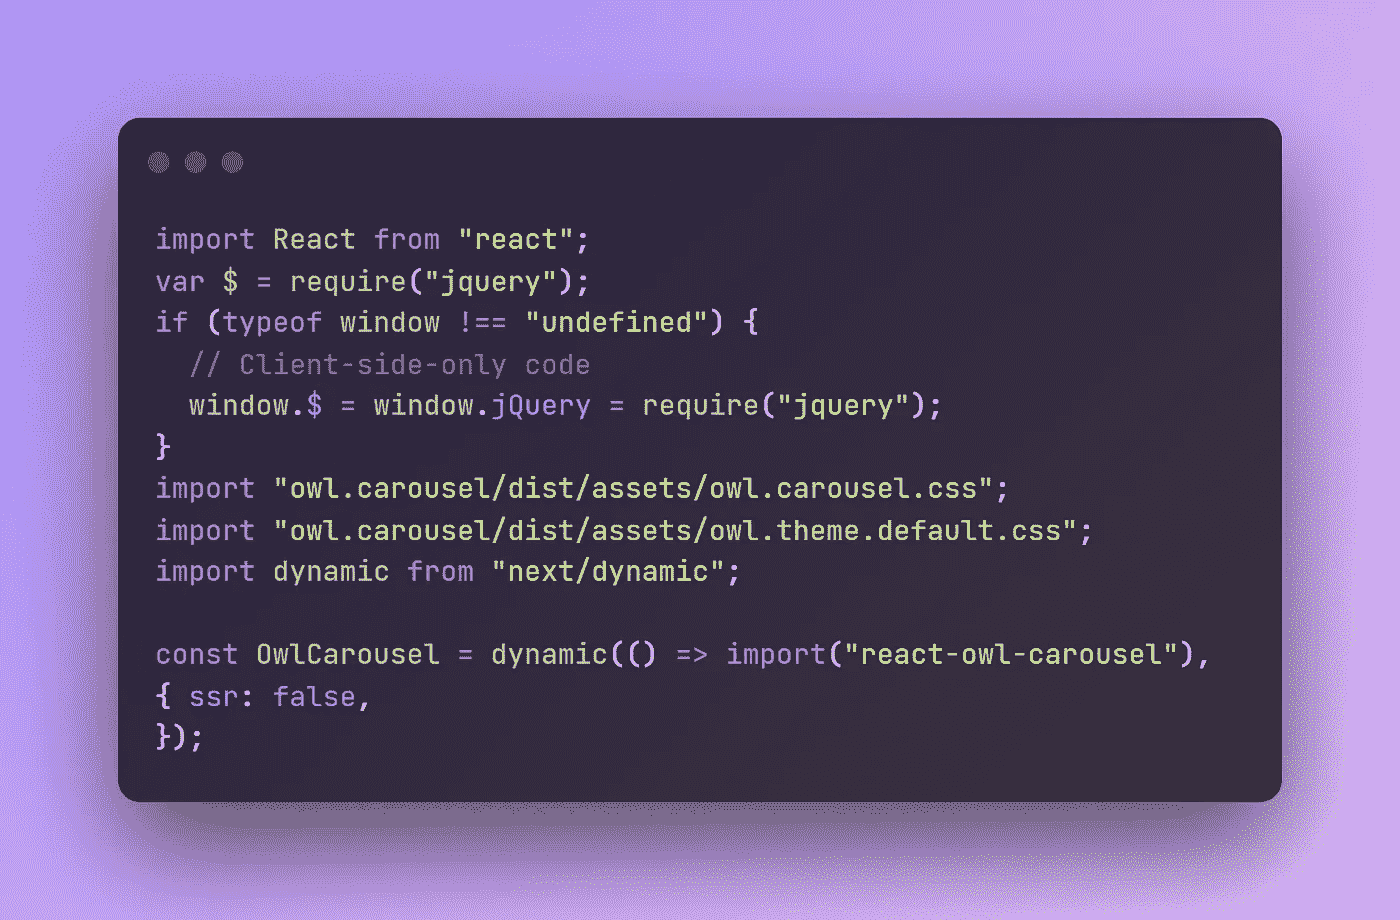 import React from "react";
var $ = require("jquery");
if (typeof window !== "undefined") {
  // Client-side-only code
  window.$ = window.jQuery = require("jquery");
}
import "owl.carousel/dist/assets/owl.carousel.css";
import "owl.carousel/dist/assets/owl.theme.default.css";
import dynamic from "next/dynamic";

const OwlCarousel = dynamic(() => import("react-owl-carousel"),
{ ssr: false,
});